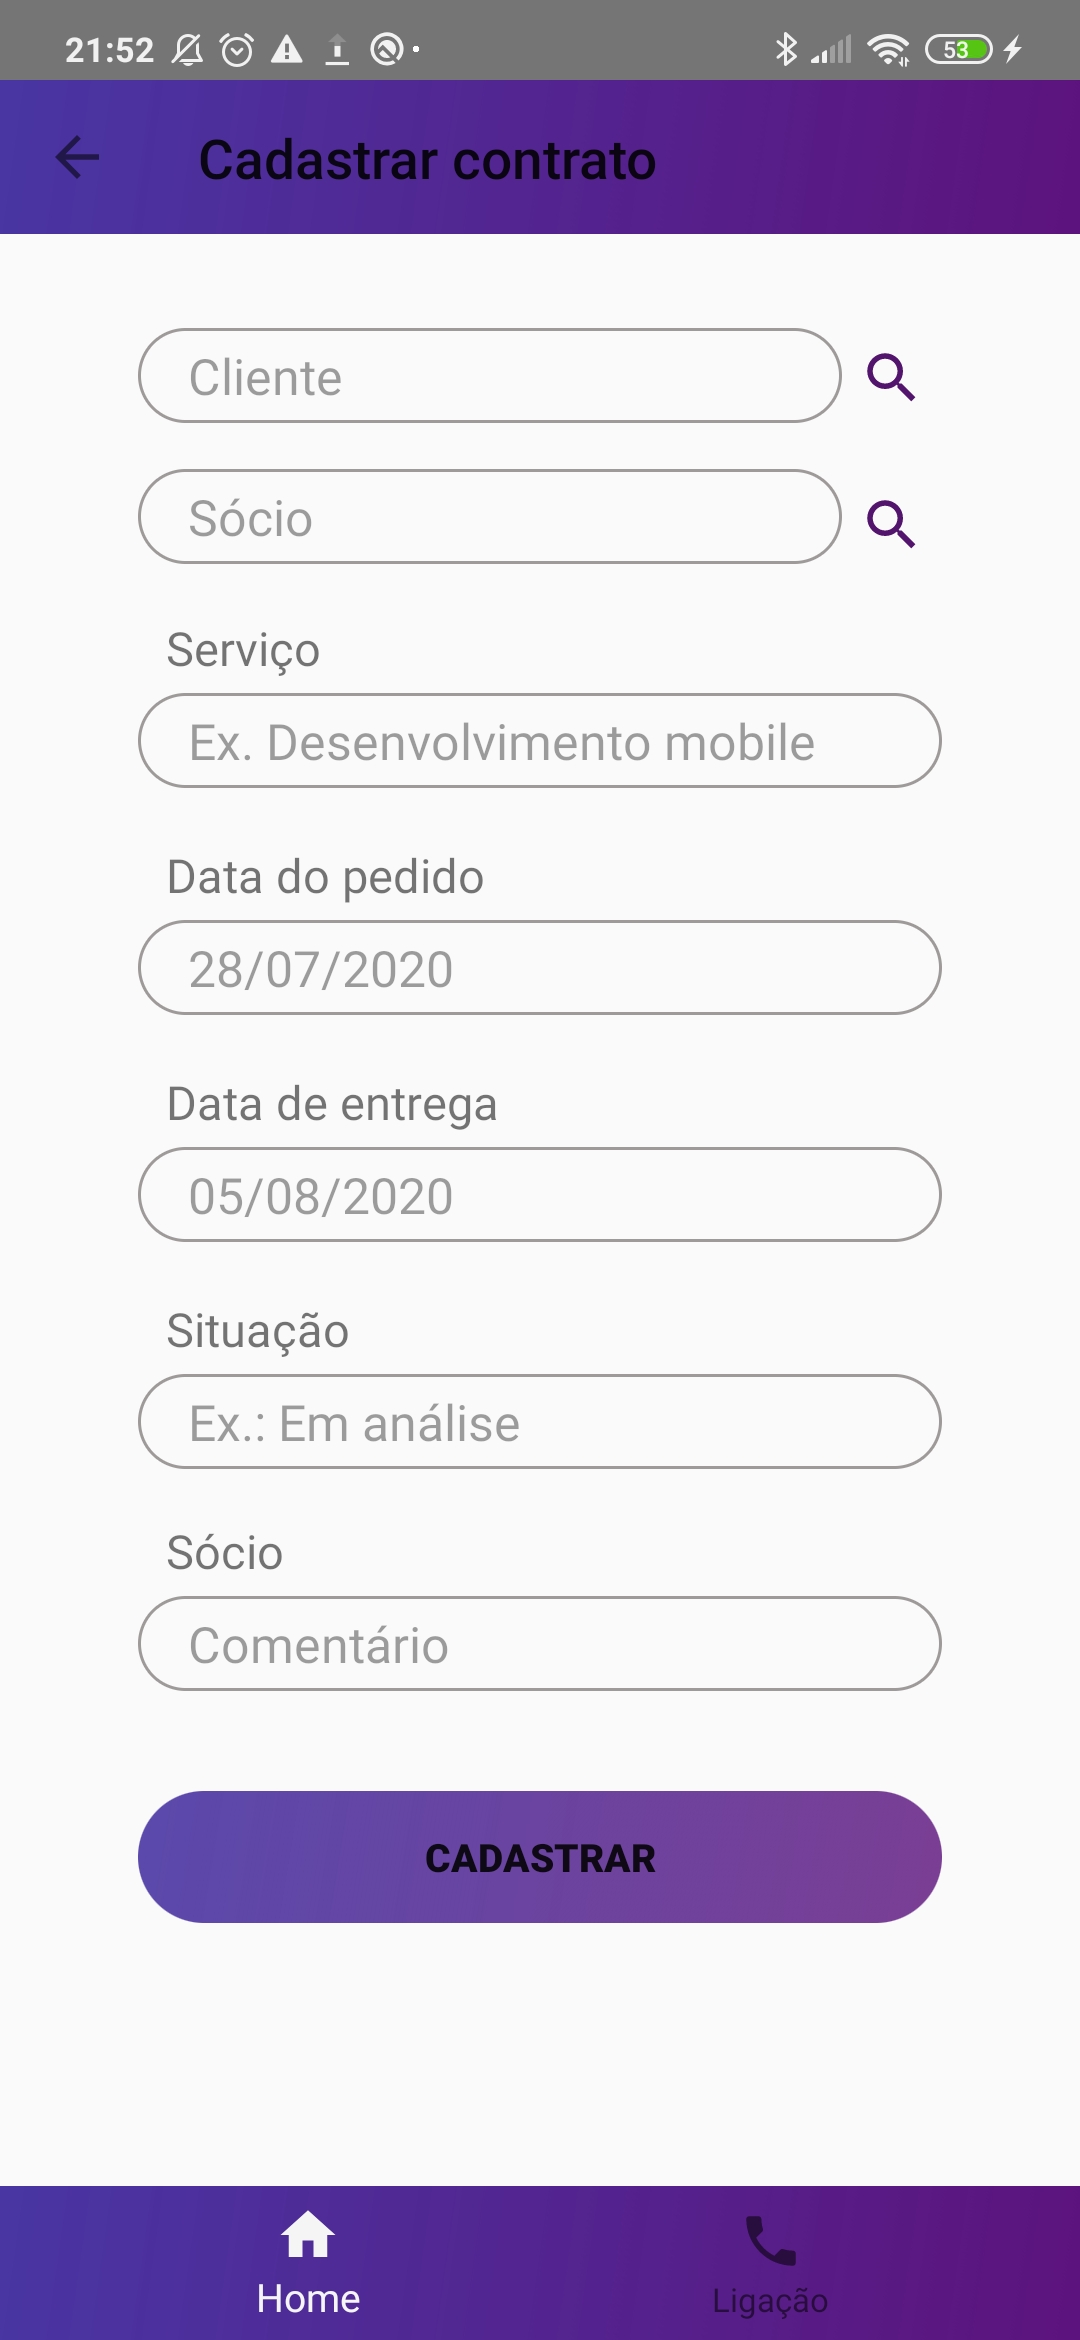 21:52
53
Cadastrar contrato
Cliente
Sócio
Serviço
Ex. Desenvolvimento mobile
Data do pedido
28/07/2020
Data de entrega
05/08/2020
Situação
Ex.: Em análise
Sócio
Comentário
CADASTRAR
Home
Ligação